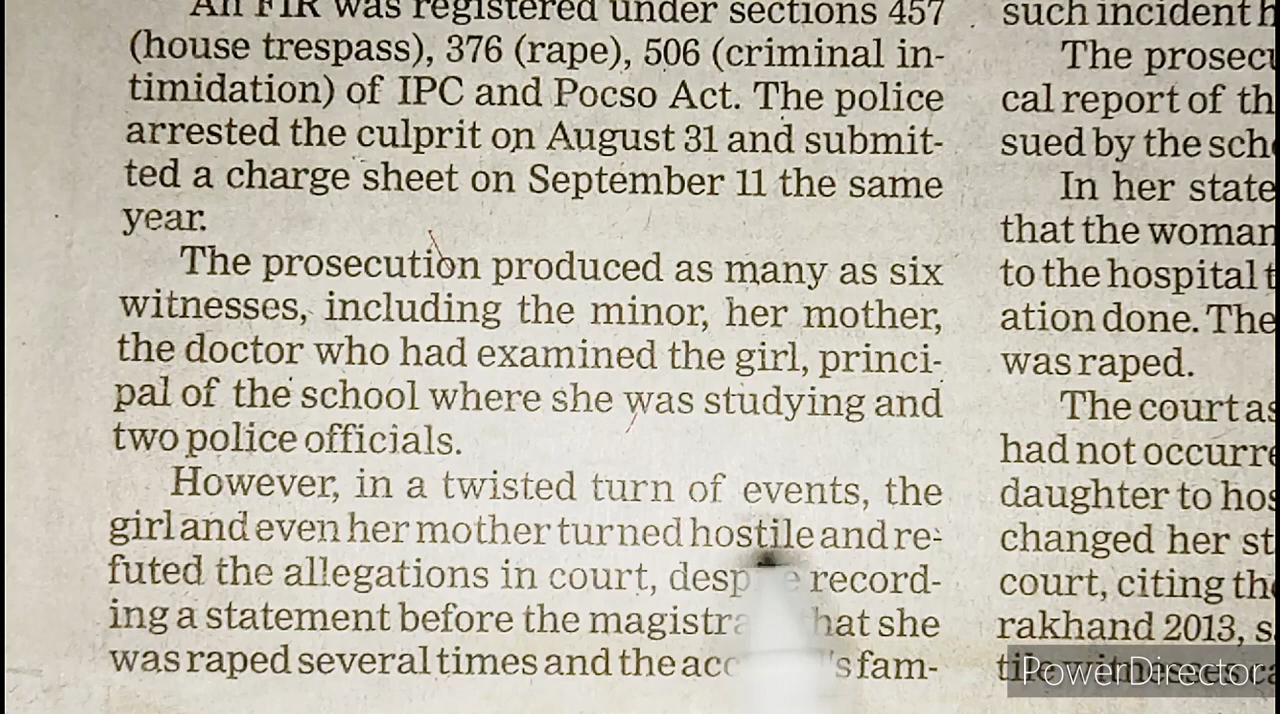 An FIR was registered under sections 457
(house trespass), 376 (rape), 506 (criminal in-
timidation) of IPC and Pocso Act. The police
arrested the culprit on August 31 and submit-
ted a charge sheet on September 11 the same
year.
The prosecution produced as many as six
witnesses, including the minor, her mother,
the doctor who had examined the girl, princi-
pal of the school where she was studying and
two police officials.
However, in a twisted turn of events, the
girl and even her mother turned hostile and re-
futed the allegations in court, record-
ing a statement before the she
was raped several times and the fam-
such incident
The
cal report of
sued by the
In her
that the woman
to the hospital
ation done. The
was raped.
The court
had not
daughter to
changed her
court, citing
rakhand 2013,
PowerDirector